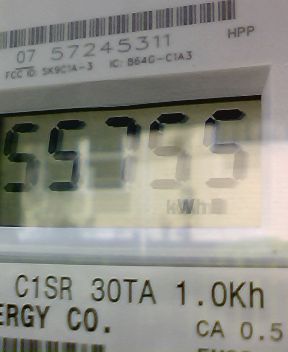 HPP
07 57245311
FCC ID: SK9C1A-3 IC: 864G-C1A3
55755
kWh
C1SR 30TA 1.0Kh
ERGY CO.
CA 0.5